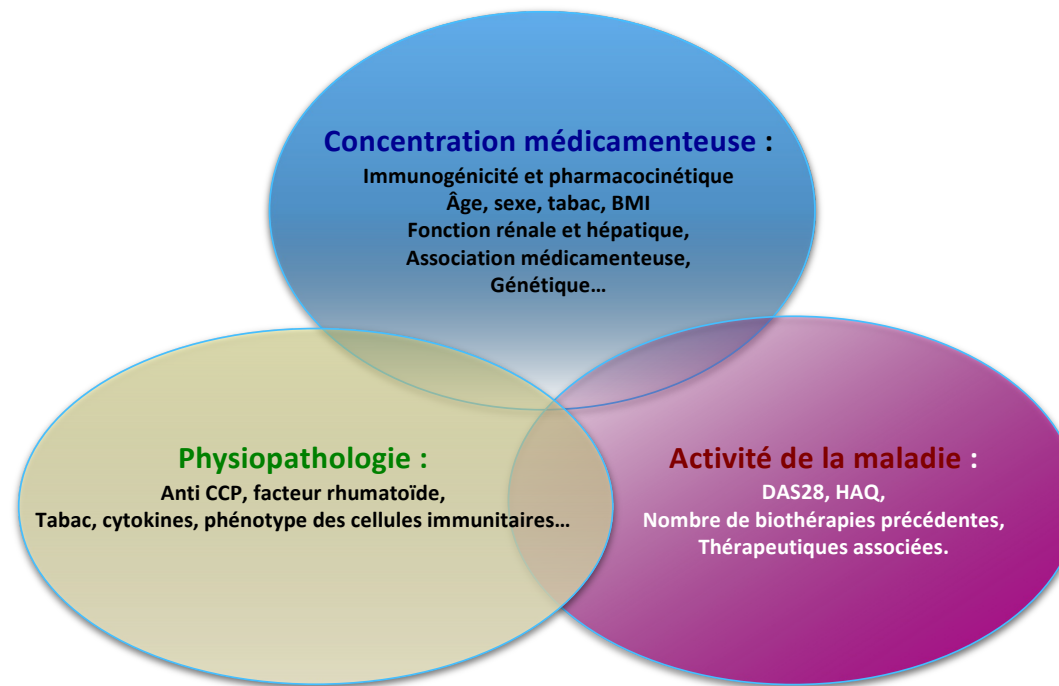 Concentration médicamenteuse :
Immunogénicité et pharmacocinétique
Âge, sexe, tabac, BMI
Fonction rénale et hépatique,
Association médicamenteuse,
Génétique…
Physiopathologie :
Anti CCP, facteur rhumatoïde,
Tabac, cytokines, phénotype des cellules immunitaires…
Activité de la maladie :
DAS28, HAQ,
Nombre de biothérapies précédentes,
Thérapeutiques associées.